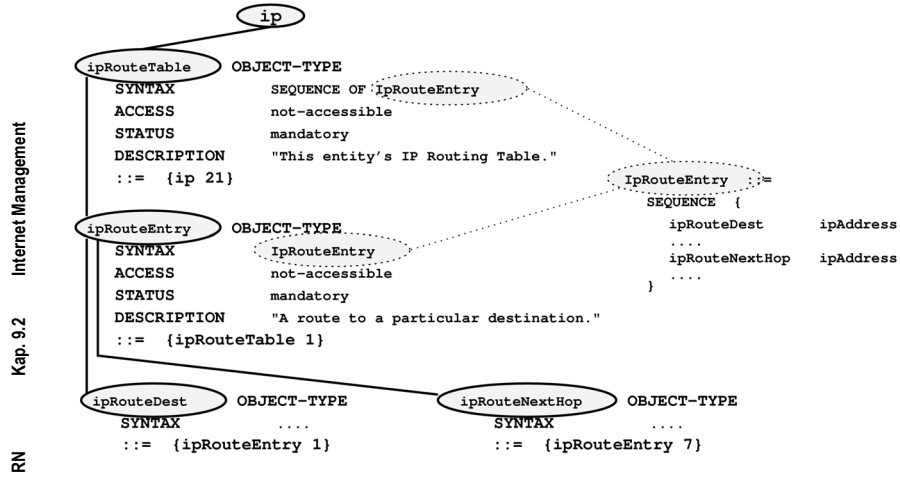 ip
ipRouteTable OBJECT-TYPE
SYNTAX SEQUENCE OF IpRouteEntry
ACCESS not-accessible
STATUS mandatory
DESCRIPTION "This entity's IP Routing Table."
::= {ip 21}
IpRouteEntry ::=
SEQUENCE {
ipRouteDest ipAddress
....
ipRouteNextHop ipAddress
....
}
ipRouteEntry OBJECT-TYPE
SYNTAX IpRouteEntry
ACCESS not-accessible
STATUS mandatory
DESCRIPTION "A route to a particular destination."
::= {ipRouteTable 1}
ipRouteDest OBJECT-TYPE
SYNTAX ....
::= {ipRouteEntry 1}
ipRouteNextHop OBJECT-TYPE
SYNTAX ....
::= {ipRouteEntry 7}
RN Kap. 9.2 Internet Management